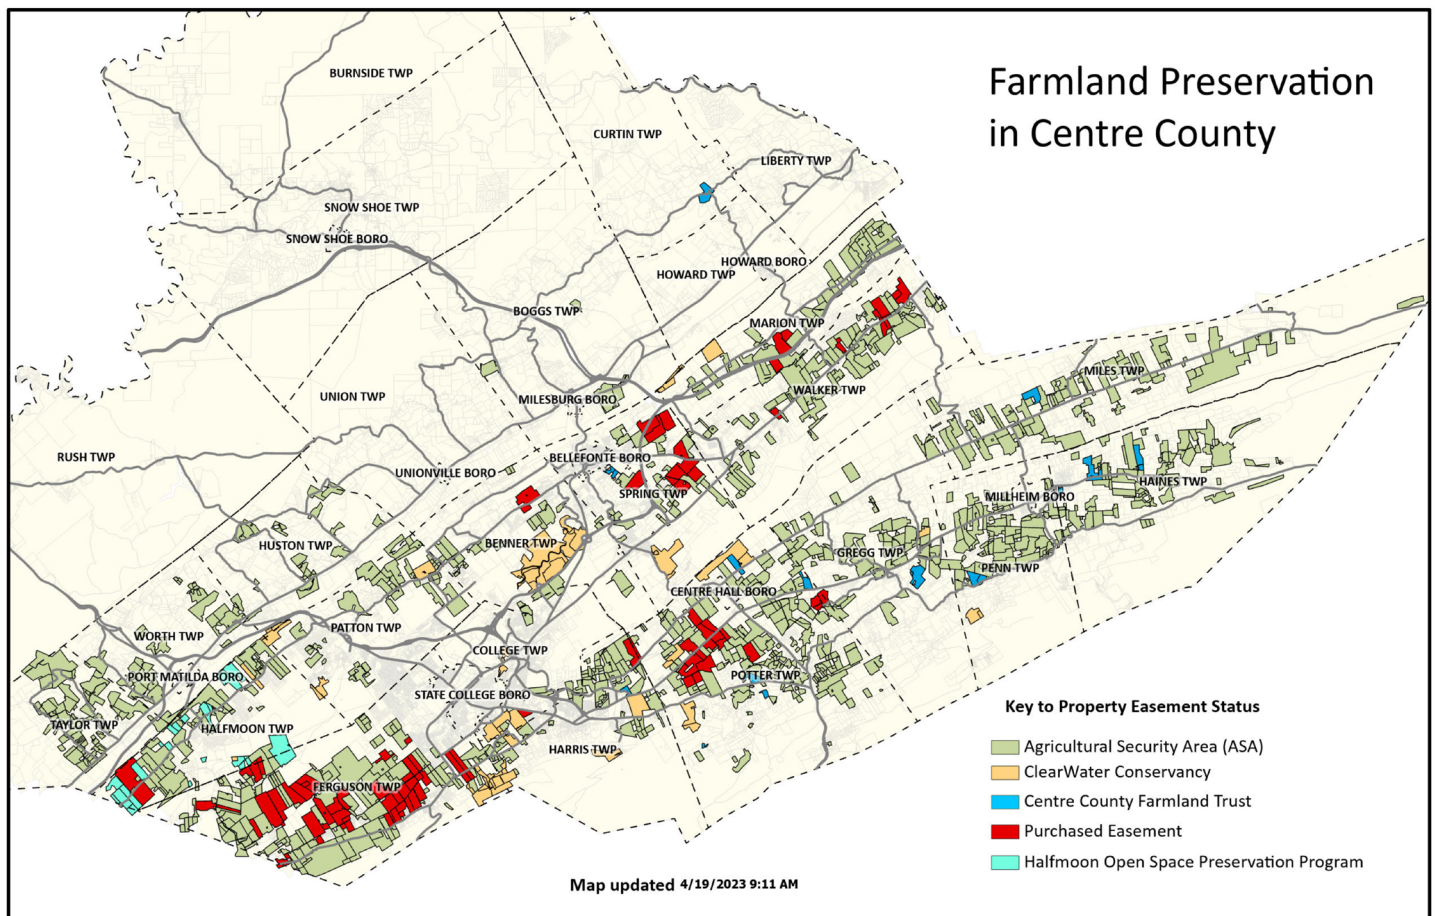 Farmland Preservation
in Centre County
BURNSIDE TWP
CURTIN TWP
LIBERTY TWP
SNOW SHOE TWP
SNOW SHOE BORO
HOWARD BORO
HOWARD TWP
BOGGS TWP
MARION TWP
MILES TWP
WALKER TWP
UNION TWP
MILESBURG BORO
RUSH TWP
BELLEFONTE BORO
UNIONVILLE BORO
HAINES TWP
SPRING TWP
MILLHEIM BORO
HUSTON TWP
BENNER TWP
GREGG TWP
PENN TWP
CENTRE HALL BORO
PATTON TWP
WORTH TWP
COLLEGE TWP
PORT MATILDA BORO
POTTER TWP
STATE COLLEGE BORO
TAYLOR TWP
HALFMOON TWP
HARRIS TWP
FERGUSON TWP
Key to Property Easement Status
Agricultural Security Area (ASA)
ClearWater Conservancy
Centre County Farmland Trust
Purchased Easement
Halfmoon Open Space Preservation Program
Map updated 4/19/2023 9:11 AM